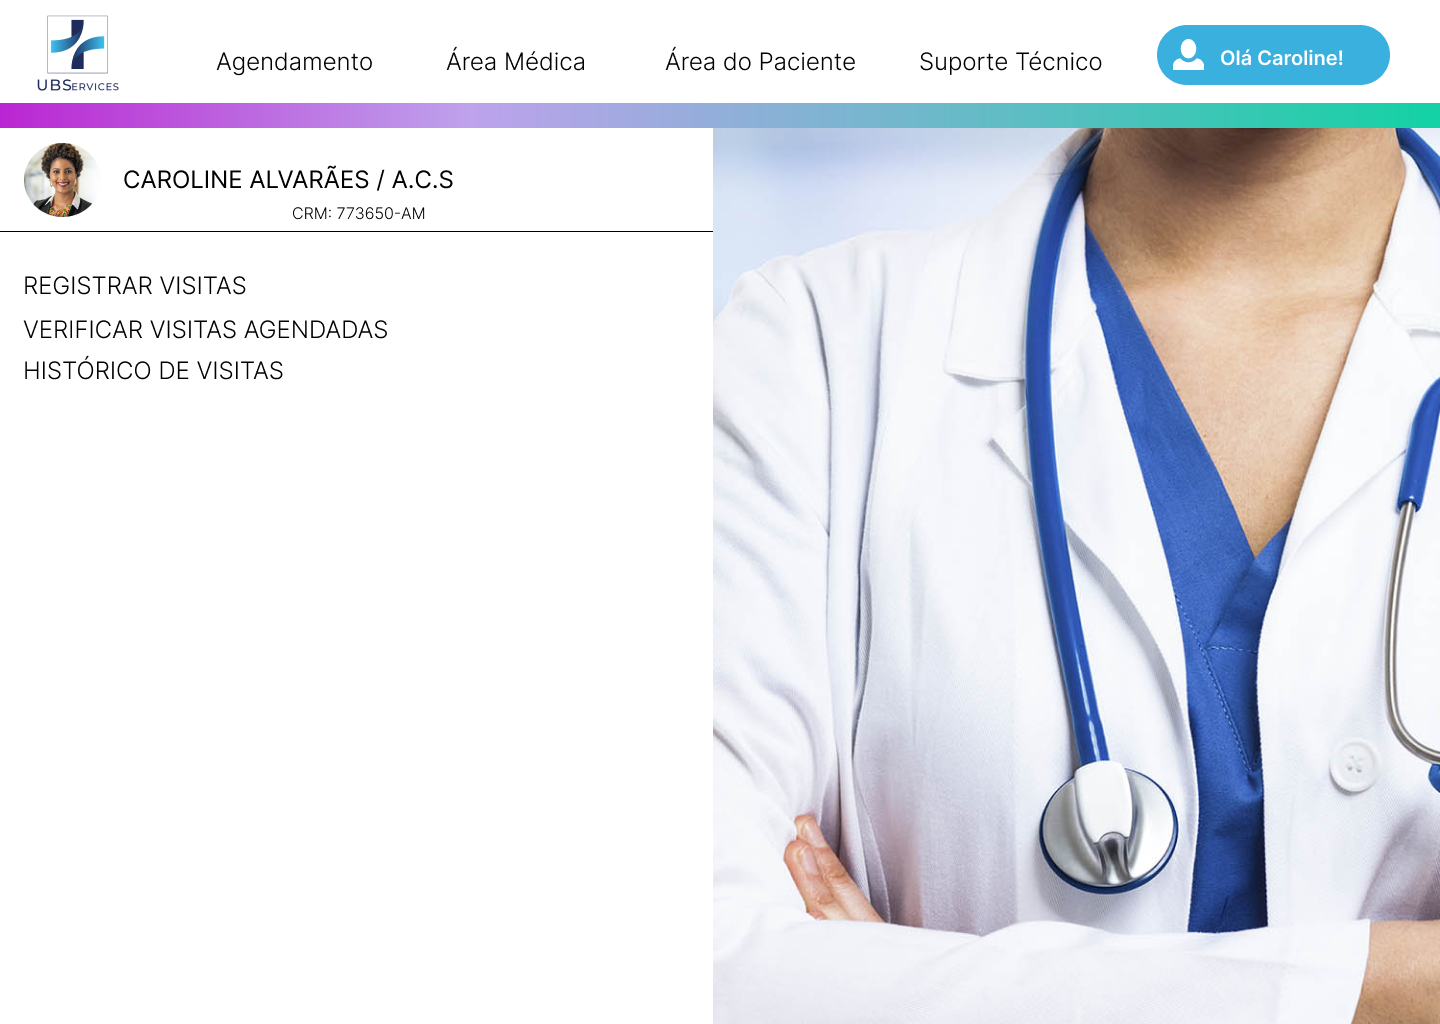 UBServices
Agendamento
Área Médica
Área do Paciente
Suporte Técnico
Olá Caroline!
CAROLINE ALVARÃES / A.C.S
CRM: 773650-AM
REGISTRAR VISITAS
VERIFICAR VISITAS AGENDADAS
HISTÓRICO DE VISITAS